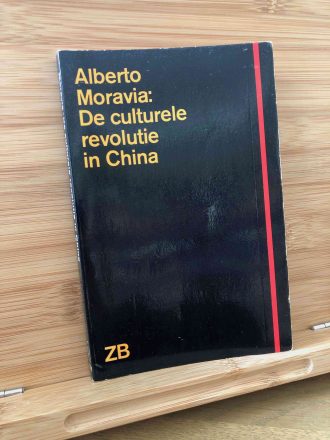 Alberto
Moravia:
De culturele
revolutie
in China
ZB